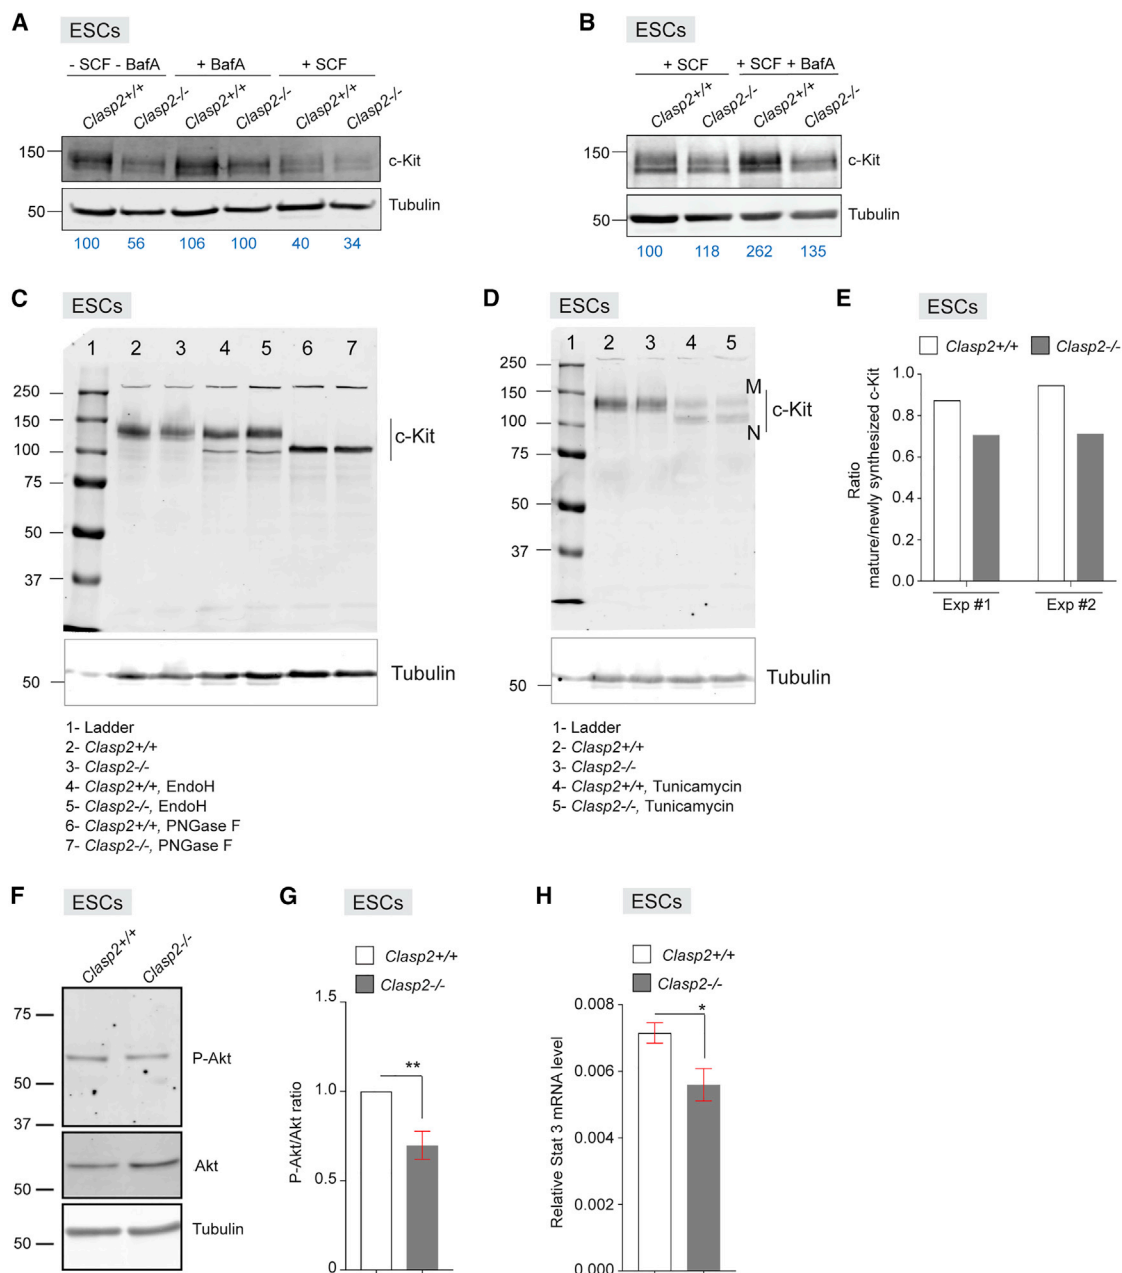 A
ESCs
- SCF - BafA
+ BafA
+ SCF
Clasp2+/+
Clasp2-/-
Clasp2+/+
Clasp2-/-
Clasp2+/+
Clasp2-/-
150
c-Kit
50
Tubulin
100 56 106 100 40 34
B
ESCs
+ SCF
+ SCF + BafA
Clasp2+/+
Clasp2-/-
Clasp2+/+
Clasp2-/-
150
c-Kit
50
Tubulin
100 118 262 135
C
ESCs
1 2 3 4 5 6 7
250
150
100
75
50
37
c-Kit
50
Tubulin
1- Ladder
2- Clasp2+/+
3- Clasp2-/-
4- Clasp2+/+, EndoH
5- Clasp2-/-, EndoH
6- Clasp2+/+, PNGase F
7- Clasp2-/-, PNGase F
D
ESCs
1 2 3 4 5
250
150
100
75
50
37
M
c-Kit
N
50
Tubulin
1- Ladder
2- Clasp2+/+
3- Clasp2-/-
4- Clasp2+/+, Tunicamycin
5- Clasp2-/-, Tunicamycin
E
ESCs
Clasp2+/+
Clasp2-/-
Ratio
mature/newly synthesized c-Kit
1.0
0.8
0.6
0.4
0.2
0.0
Exp #1
Exp #2
F
ESCs
Clasp2+/+
Clasp2-/-
75
50
37
P-Akt
Akt
50
Tubulin
50
G
ESCs
Clasp2+/+
Clasp2-/-
P-Akt/Akt ratio
1.5
1.0
0.5
0
**
H
ESCs
Clasp2+/+
Clasp2-/-
Relative Stat 3 mRNA level
0.008
0.006
0.004
0.002
0.000
*